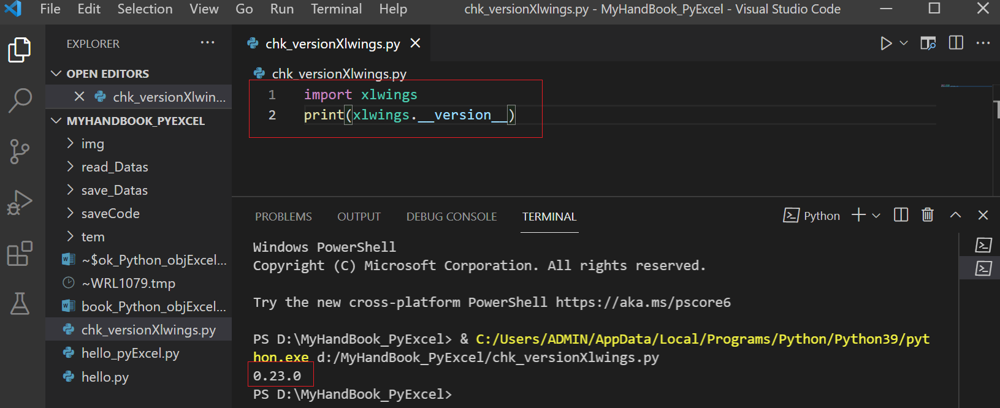 File Edit Selection View Go Run Terminal Help chk_versionXlwings.py - MyHandBook_PyExcel - Visual Studio Code
EXPLORER
OPEN EDITORS
chk_versionXlwin...
MYHANDBOOK_PYEXCEL
img
read_Datas
save_Datas
saveCode
tem
~$ok_Python_objExcel...
~WRL1079.tmp
book_Python_objExcel...
chk_versionXlwings.py
hello_pyExcel.py
hello.py
chk_versionXlwings.py
chk_versionXlwings.py
1 import xlwings
2 print(xlwings.__version__)
PROBLEMS OUTPUT DEBUG CONSOLE TERMINAL Python
Windows PowerShell
Copyright (C) Microsoft Corporation. All rights reserved.
Try the new cross-platform PowerShell https://aka.ms/pscore6
PS D:\MyHandBook_PyExcel> & C:/Users/ADMIN/AppData/Local/Programs/Python/Python39/pyt
hon.exe d:/MyHandBook_PyExcel/chk_versionXlwings.py
0.23.0
PS D:\MyHandBook_PyExcel>